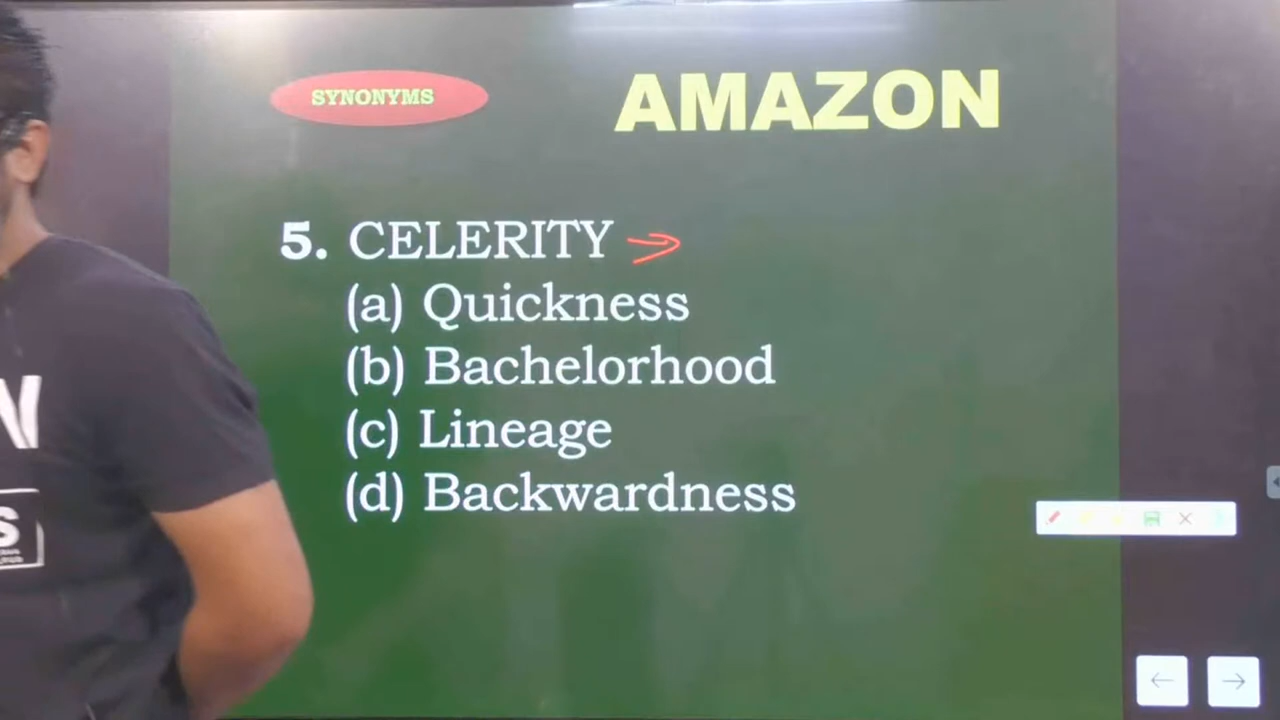 SYNONYMS
AMAZON
5. CELERITY
(a) Quickness
(b) Bachelorhood
(c) Lineage
(d) Backwardness